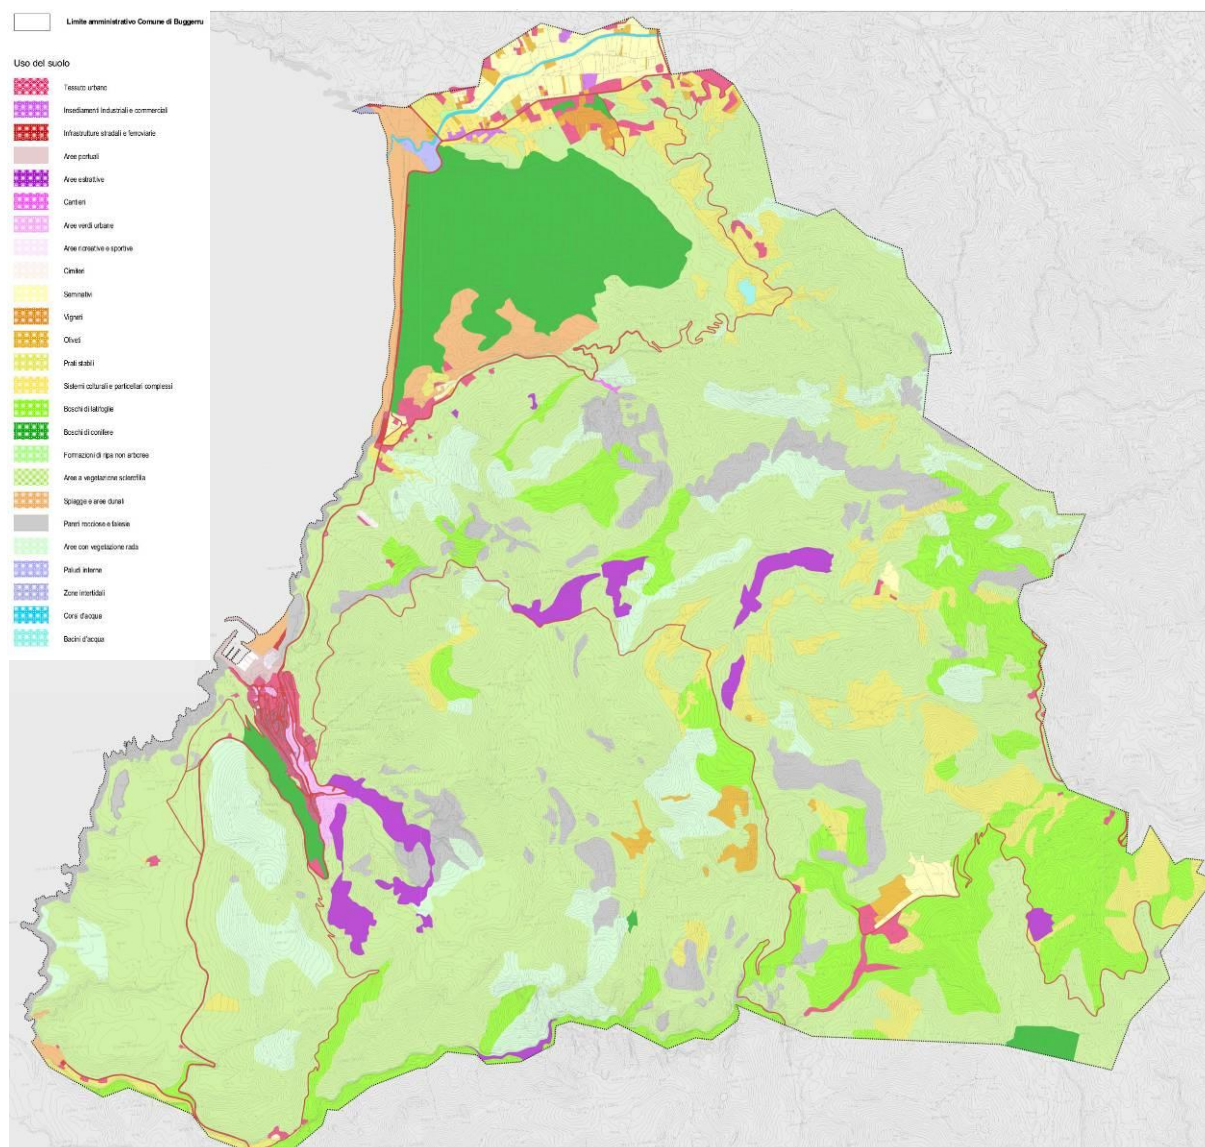 Limite amministrativo Comune di Buggerru
Uso del suolo
Tessuto urbano
Insediamenti industriali e commerciali
Infrastrutture stradali e ferroviarie
Aree portuali
Aree estrattive
Cantieri
Aree verdi urbane
Aree ricreative e sportive
Cimiteri
Seminativi
Vigneti
Oliveti
Prati stabili
Sistemi colturali e particellari complessi
Boschi di latifoglie
Boschi di conifere
Formazioni di ripa non arboree
Aree a vegetazione sclerofilla
Spiagge e aree dunali
Pareti rocciose e falesie
Aree con vegetazione rada
Paludi interne
Zone intertidali
Corsi d'acqua
Bacini d'acqua